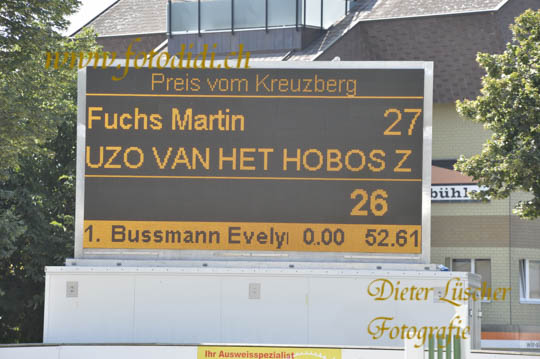 www.fotodidi.ch
Preis vom Kreuzberg
Fuchs Martin 27
UZO VAN HET HOBOS Z
26
1. Bussmann Evelyn 0.00 52.61
bühl
Dieter Lüscher
Fotografie
Ihr Ausweisspezialist